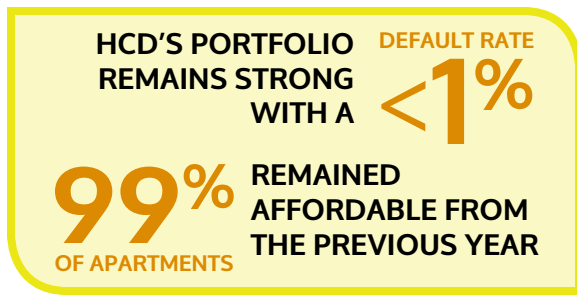 HCD'S PORTFOLIO
REMAINS STRONG
WITH A
DEFAULT RATE
<1%
99%
OF APARTMENTS
REMAINED
AFFORDABLE FROM
THE PREVIOUS YEAR